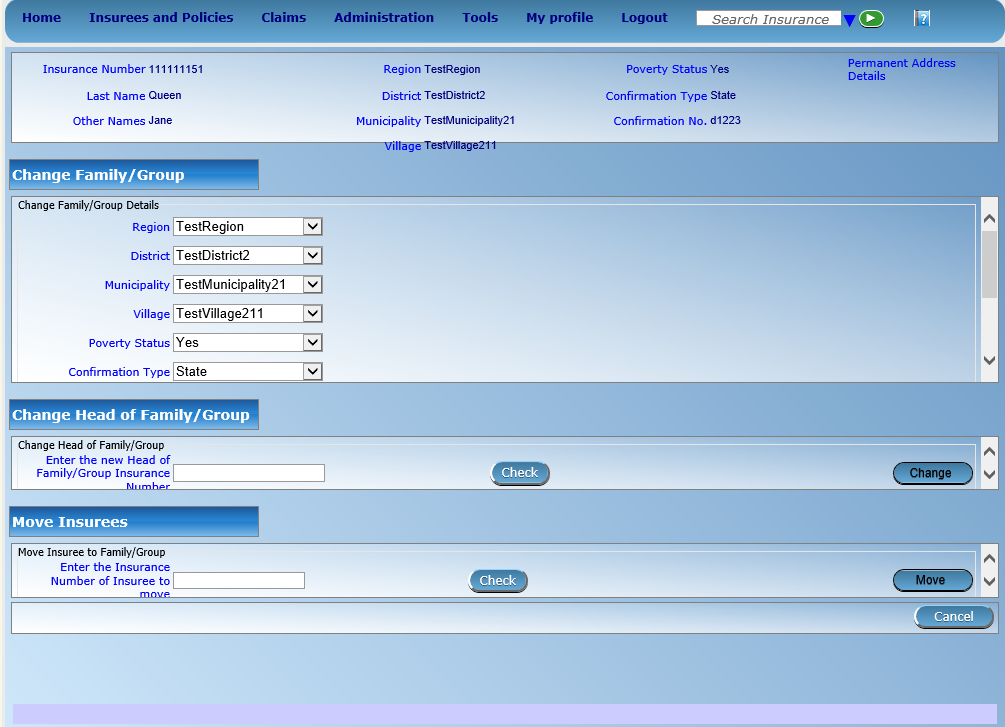 Home Insurees and Policies Claims Administration Tools My profile Logout Search Insurance ?
Insurance Number 111111151 Region TestRegion Poverty Status Yes Permanent Address
Details
Last Name Queen District TestDistrict2 Confirmation Type State
Other Names Jane Municipality TestMunicipality21 Confirmation No. d1223
Village TestVillage211
Change Family/Group
Change Family/Group Details
Region TestRegion
District TestDistrict2
Municipality TestMunicipality21
Village TestVillage211
Poverty Status Yes
Confirmation Type State
Change Head of Family/Group
Change Head of Family/Group
Enter the new Head of
Family/Group Insurance Check Change
Number
Move Insurees
Move Insuree to Family/Group
Enter the Insurance
Number of Insuree to Check Move
move
Cancel